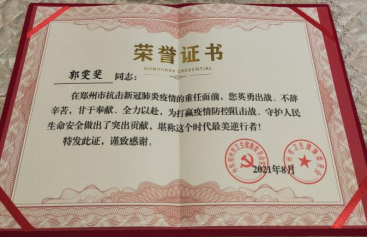 荣誉证书
HONORARY CREDENTIAL
郭雯斐 同志：
在郑州市抗击新冠肺炎疫情的重任面前，您英勇出战、不辞
辛苦，甘于奉献、全力以赴，为打赢疫情防控阻击战、守护人民
生命安全做出了突出贡献，堪称这个时代最美逆行者！
特发此证，谨致感谢。
2021年8月